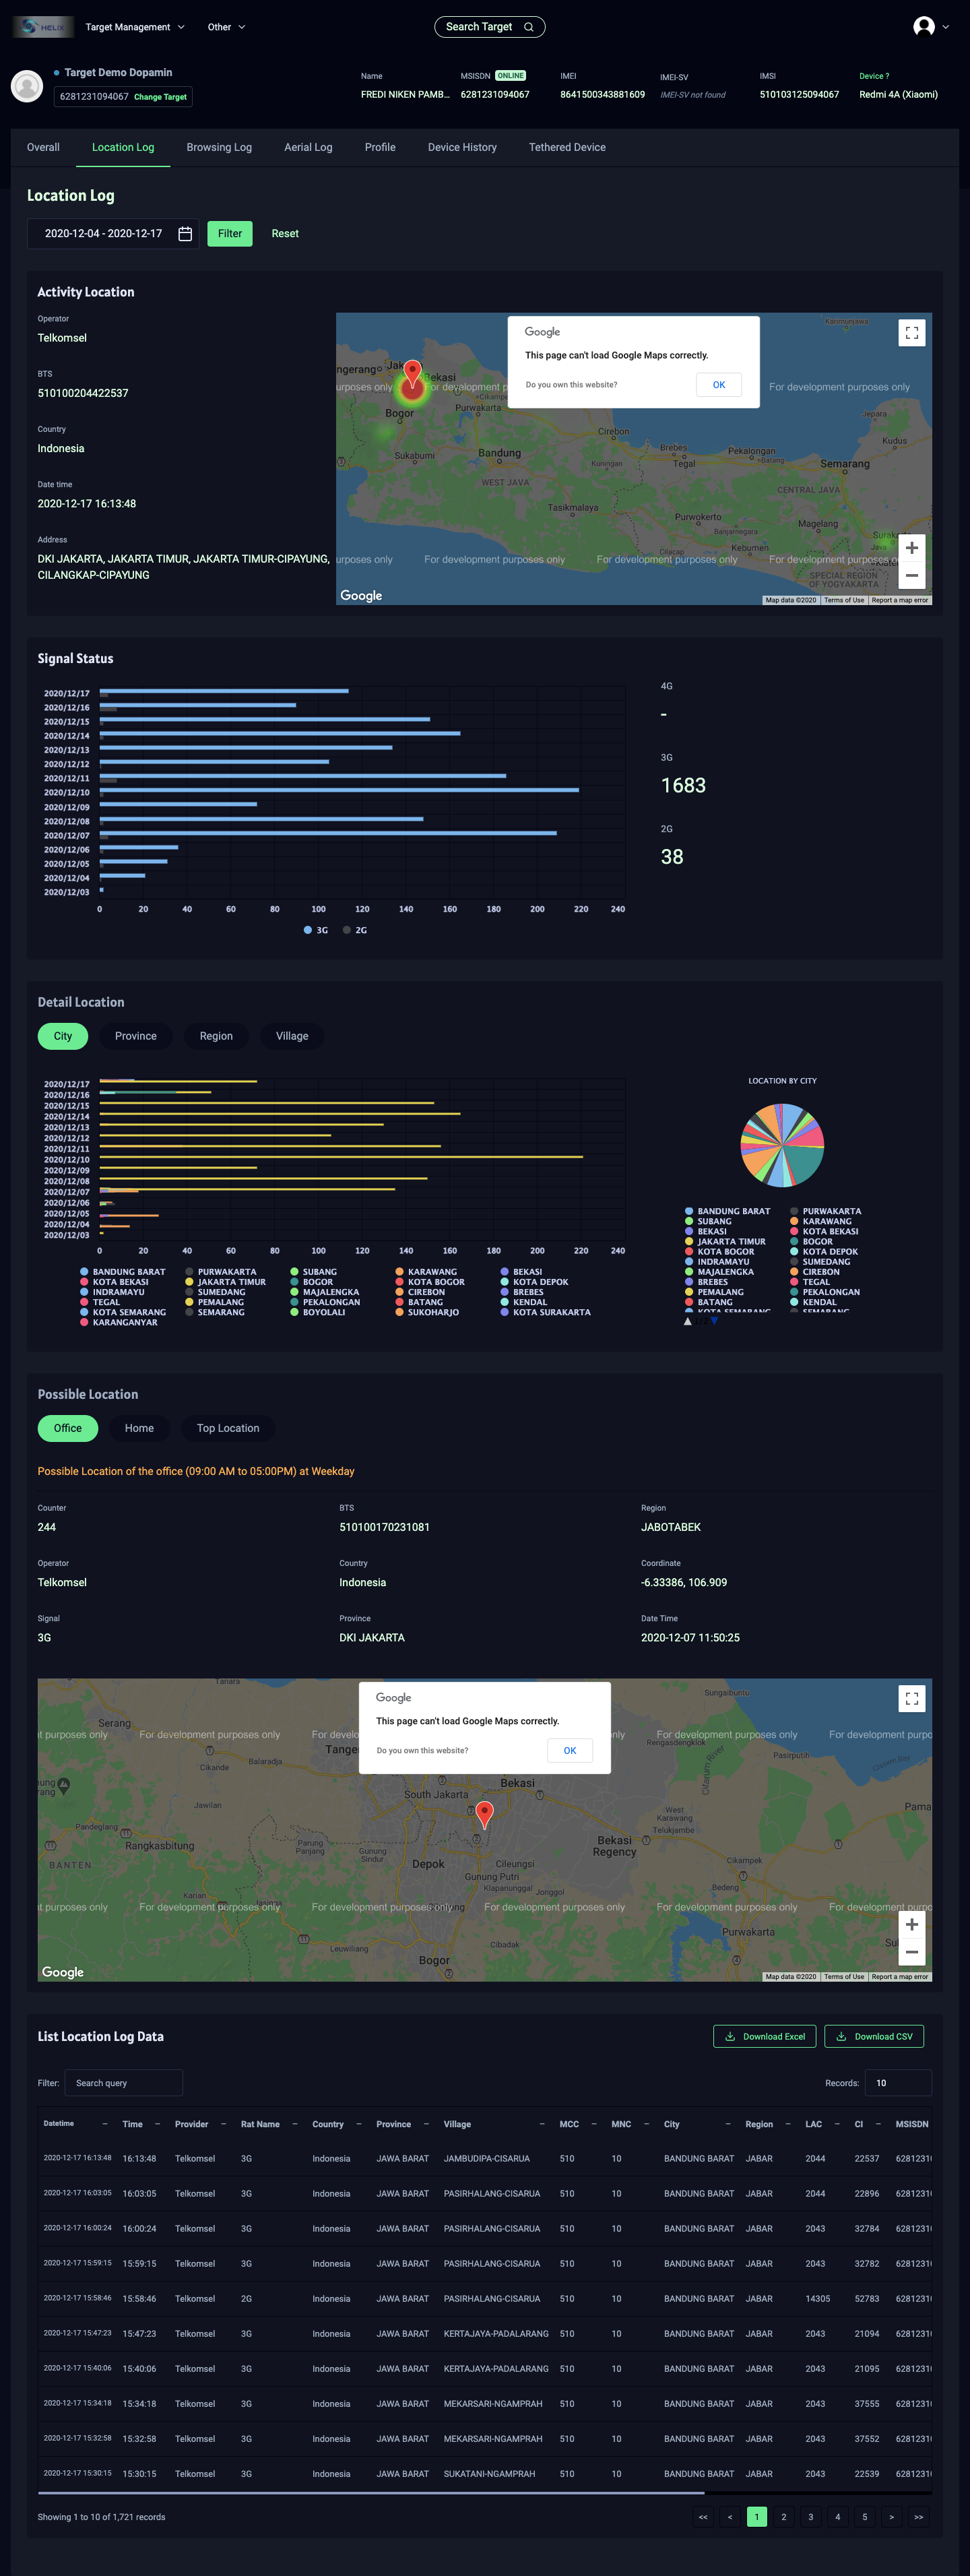 HELIX
Target Management
Other
Search Target
Target Demo Dopamin
6281231094067 Change Target
Name
FREDI NIKEN PAMB...
MSISDN ONLINE
6281231094067
IMEI
8641500343881609
IMEI-SV
IMEI-SV not found
IMSI
510103125094067
Device ?
Redmi 4A (Xiaomi)
Overall
Location Log
Browsing Log
Aerial Log
Profile
Device History
Tethered Device
Location Log
2020-12-04 - 2020-12-17
Filter
Reset
Activity Location
Operator
Telkomsel
BTS
510100204422537
Country
Indonesia
Date time
2020-12-17 16:13:48
Address
DKI JAKARTA, JAKARTA TIMUR, JAKARTA TIMUR-CIPAYUNG,
CILANGKAP-CIPAYUNG
Google
This page can't load Google Maps correctly.
Do you own this website?
OK
For development purposes only
Bekasi
Bogor
Purwakarta
Sukabumi
Bandung
WEST JAVA
Cirebon
Kuningan
Tasikmalaya
Brebes
Tegal
Pekalongan
Batang
Semarang
Kudus
Jepara
CENTRAL JAVA
Purwokerto
Banjarnegara
Magelang
Cilacap
Kebumen
SPECIAL REGION
OF YOGYAKARTA
Google
Map data ©2020
Terms of Use
Report a map error
Signal Status
2020/12/17
2020/12/16
2020/12/15
2020/12/14
2020/12/13
2020/12/12
2020/12/11
2020/12/10
2020/12/09
2020/12/08
2020/12/07
2020/12/06
2020/12/05
2020/12/04
2020/12/03
0 20 40 60 80 100 120 140 160 180 200 220 240
3G 2G
4G
-
3G
1683
2G
38
Detail Location
City
Province
Region
Village
2020/12/17
2020/12/16
2020/12/15
2020/12/14
2020/12/13
2020/12/12
2020/12/11
2020/12/10
2020/12/09
2020/12/08
2020/12/07
2020/12/06
2020/12/05
2020/12/04
2020/12/03
0 20 40 60 80 100 120 140 160 180 200 220 240
BANDUNG BARAT PURWAKARTA SUBANG KARAWANG BEKASI
KOTA BEKASI JAKARTA TIMUR BOGOR KOTA BOGOR KOTA DEPOK
INDRAMAYU SUMEDANG MAJALENGKA CIREBON BREBES
TEGAL PEMALANG PEKALONGAN BATANG KENDAL
KOTA SEMARANG SEMARANG BOYOLALI SUKOHARJO KOTA SURAKARTA
KARANGANYAR
LOCATION BY CITY
BANDUNG BARAT PURWAKARTA
SUBANG KARAWANG
BEKASI KOTA BEKASI
JAKARTA TIMUR BOGOR
KOTA BOGOR KOTA DEPOK
INDRAMAYU SUMEDANG
MAJALENGKA CIREBON
BREBES TEGAL
PEMALANG PEKALONGAN
BATANG KENDAL
KOTA SEMARANG SEMARANG
Possible Location
Office
Home
Top Location
Possible Location of the office (09:00 AM to 05:00PM) at Weekday
Counter
244
BTS
510100170231081
Region
JABOTABEK
Operator
Telkomsel
Country
Indonesia
Coordinate
-6.33386, 106.909
Signal
3G
Province
DKI JAKARTA
Date Time
2020-12-07 11:50:25
Google
This page can't load Google Maps correctly.
Do you own this website?
OK
For development purposes only
Serang
Cikande
Balaradja
Jawilan
Pandeglang
Rangkasbitung
BANTEN
Karian
Parung
Panjang
Gunung
Sindur
South Jakarta
Bekasi
Depok
Cileungsi
Gunung Putri
Klapanunggal
Jonggol
Bekasi
Regency
West
Karawang
Telukjambe
Cikampek
Bedeng
Purwakarta
Leuwiliang
Bogor
Cibadak
Sungaibuntu
Rengasdengklok
Pasirputih
Citarum River
Google
Map data ©2020
Terms of Use
Report a map error
List Location Log Data
Download Excel
Download CSV
Filter: Search query
Records: 10
Datetime Time Provider Rat Name Country Province Village MCC MNC City Region LAC CI MSISDN
2020-12-17 16:13:48 16:13:48 Telkomsel 3G Indonesia JAWA BARAT JAMBUDIPA-CISARUA 510 10 BANDUNG BARAT JABAR 2044 22537 6281231
2020-12-17 16:03:05 16:03:05 Telkomsel 3G Indonesia JAWA BARAT PASIRHALANG-CISARUA 510 10 BANDUNG BARAT JABAR 2044 22896 6281231
2020-12-17 16:00:24 16:00:24 Telkomsel 3G Indonesia JAWA BARAT PASIRHALANG-CISARUA 510 10 BANDUNG BARAT JABAR 2043 32784 6281231
2020-12-17 15:59:15 15:59:15 Telkomsel 3G Indonesia JAWA BARAT PASIRHALANG-CISARUA 510 10 BANDUNG BARAT JABAR 2043 32782 6281231
2020-12-17 15:58:46 15:58:46 Telkomsel 2G Indonesia JAWA BARAT PASIRHALANG-CISARUA 510 10 BANDUNG BARAT JABAR 14305 52783 6281231
2020-12-17 15:47:23 15:47:23 Telkomsel 3G Indonesia JAWA BARAT KERTAJAYA-PADALARANG 510 10 BANDUNG BARAT JABAR 2043 21094 6281231
2020-12-17 15:40:06 15:40:06 Telkomsel 3G Indonesia JAWA BARAT KERTAJAYA-PADALARANG 510 10 BANDUNG BARAT JABAR 2043 21095 6281231
2020-12-17 15:34:18 15:34:18 Telkomsel 3G Indonesia JAWA BARAT MEKARSARI-NGAMPRAH 510 10 BANDUNG BARAT JABAR 2043 37555 6281231
2020-12-17 15:32:58 15:32:58 Telkomsel 3G Indonesia JAWA BARAT MEKARSARI-NGAMPRAH 510 10 BANDUNG BARAT JABAR 2043 37552 6281231
2020-12-17 15:30:15 15:30:15 Telkomsel 3G Indonesia JAWA BARAT SUKATANI-NGAMPRAH 510 10 BANDUNG BARAT JABAR 2043 22539 6281231
Showing 1 to 10 of 1,721 records
<< < 1 2 3 4 5 > >>